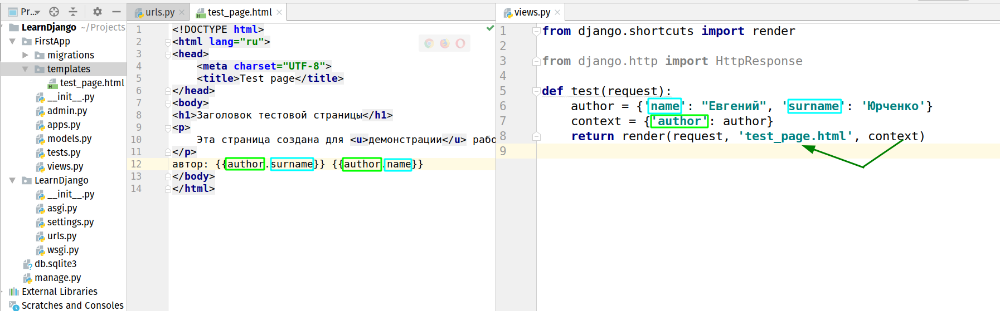 Pr...
LearnDjango ~/Projects
FirstApp
migrations
templates
test_page.html
__init__.py
admin.py
apps.py
models.py
tests.py
views.py
LearnDjango
__init__.py
asgi.py
settings.py
urls.py
wsgi.py
db.sqlite3
manage.py
External Libraries
Scratches and Consoles
urls.py
test_page.html
1 <!DOCTYPE html>
2 <html lang="ru">
3 <head>
4     <meta charset="UTF-8">
5     <title>Test page</title>
6 </head>
7 <body>
8 <h1>Заголовок тестовой страницы</h1>
9 <p>
10     Эта страница создана для <u>демонстрации</u> рабо
11 </p>
12 автор: {{author.surname}} {{author.name}}
13 </body>
14 </html>
views.py
1 from django.shortcuts import render
2
3 from django.http import HttpResponse
4
5 def test(request):
6     author = {'name': "Евгений", 'surname': 'Юрченко'}
7     context = {'author': author}
8     return render(request, 'test_page.html', context)
9